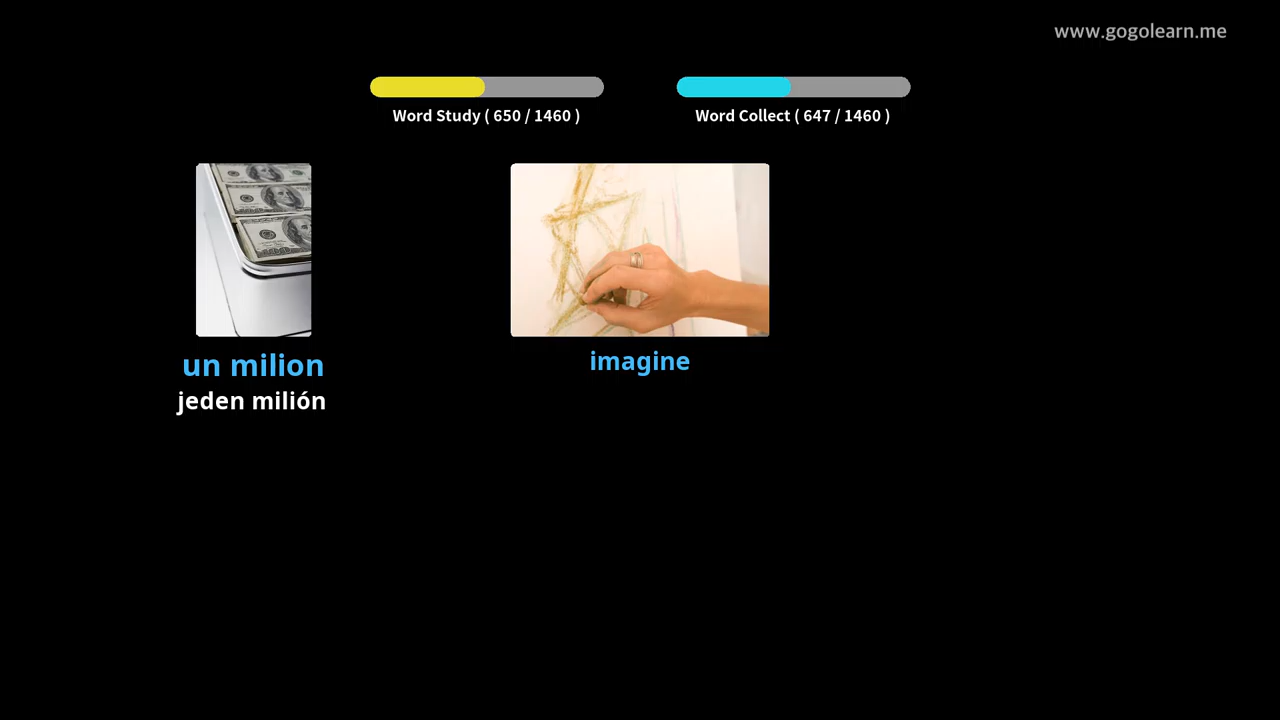 www.gogolearn.me
Word Study ( 650 / 1460 )
Word Collect ( 647 / 1460 )
un milion
jeden milión
imagine